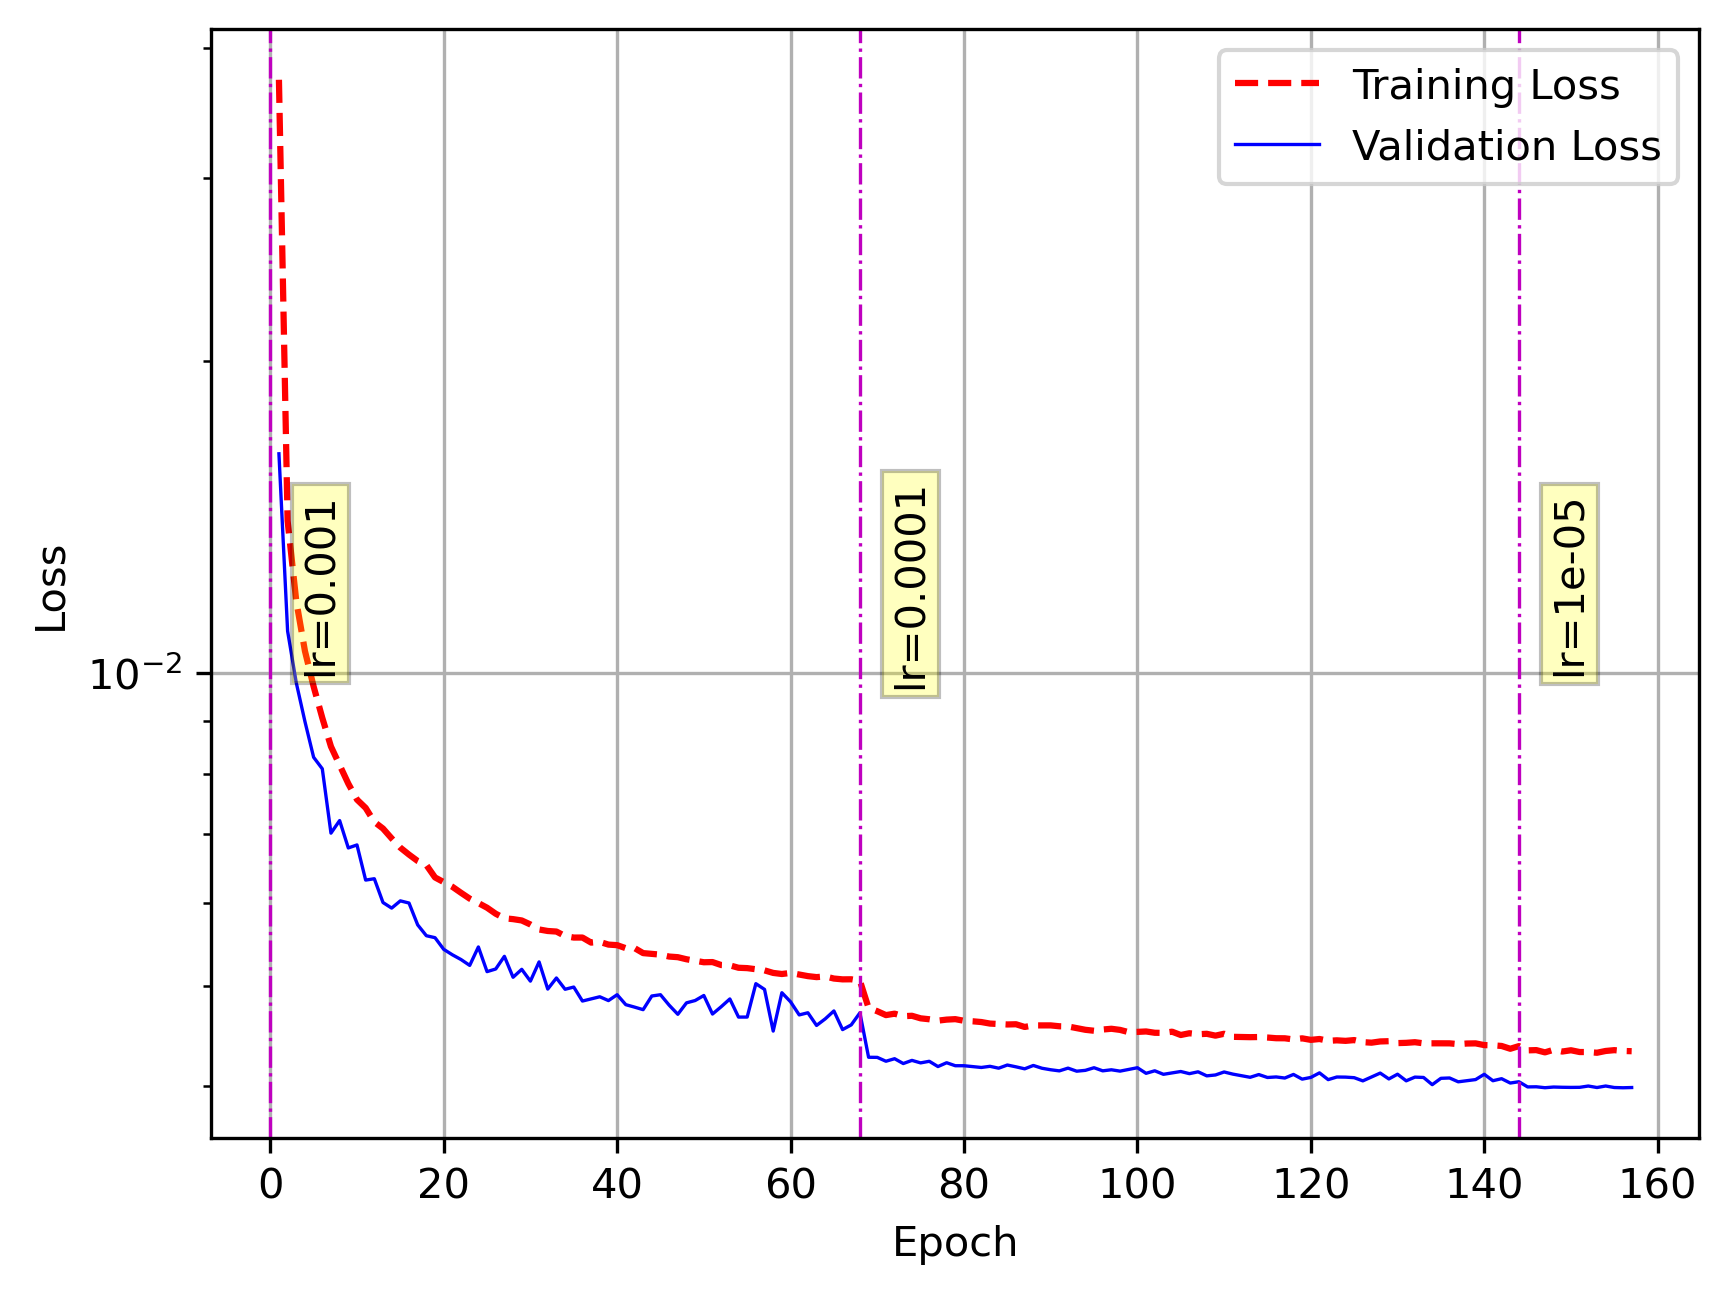 Training Loss
Validation Loss
lr=0.001
lr=0.0001
lr=1e-05
Loss
10⁻²
0 20 40 60 80 100 120 140 160
Epoch